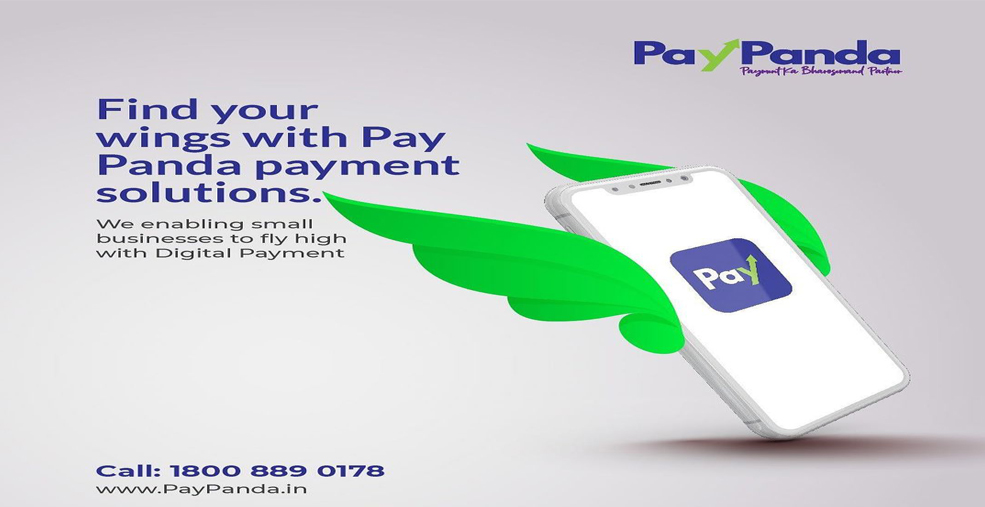 PayPanda
Payment Ka Bharosemand Partner
Find your
wings with Pay
Panda payment
solutions.
We enabling small
businesses to fly high
with Digital Payment
Pay
Call: 1800 889 0178
www.PayPanda.in